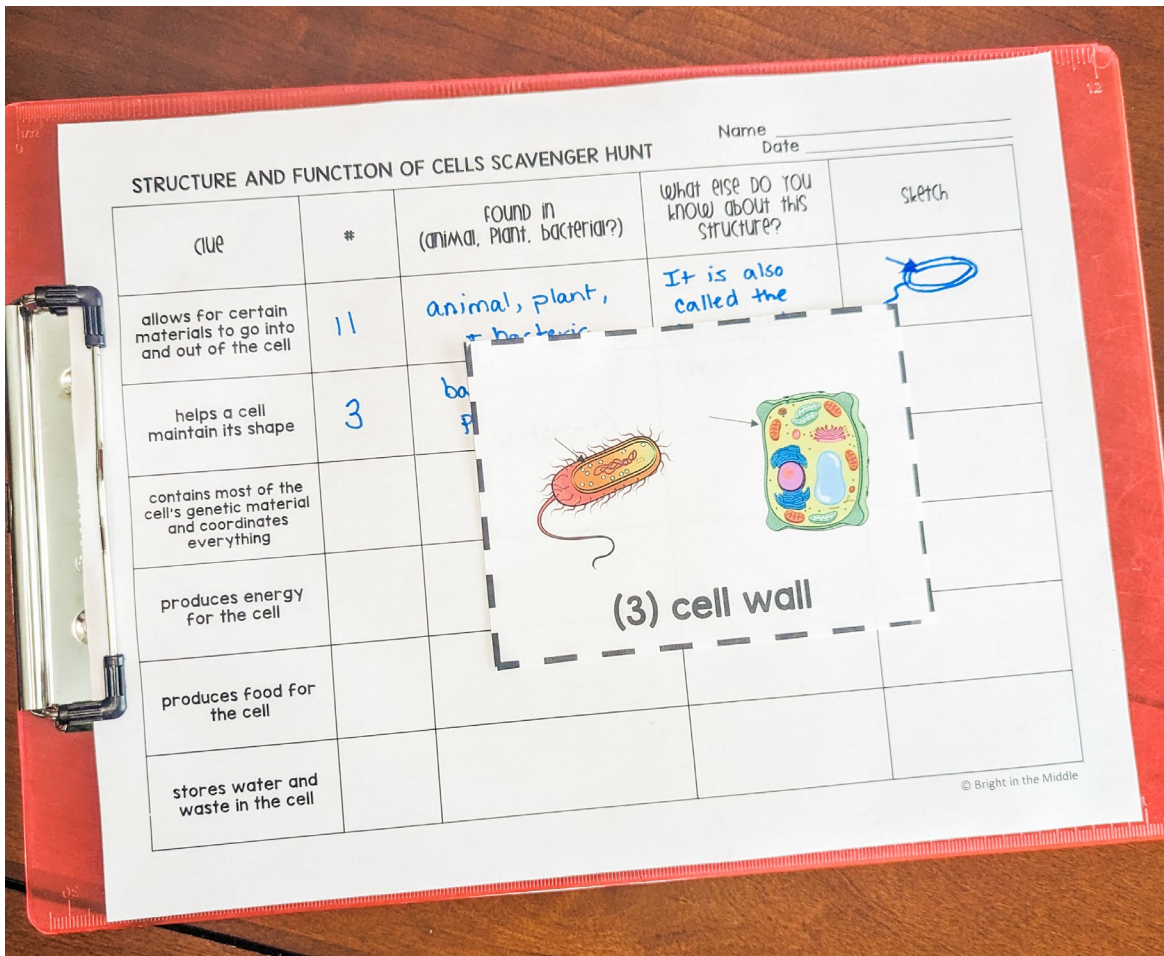 Name
Date
STRUCTURE AND FUNCTION OF CELLS SCAVENGER HUNT
Clue
#
Found in
(animal, plant, bacterial?)
What else do you
know about this
structure?
Sketch
allows for certain
materials to go into
and out of the cell
11
animal, plant,
It is also
called the
helps a cell
maintain its shape
3
contains most of the
cell's genetic material
and coordinates
everything
produces energy
for the cell
produces food for
the cell
stores water and
waste in the cell
(3) cell wall
© Bright in the Middle
12
1/32
0